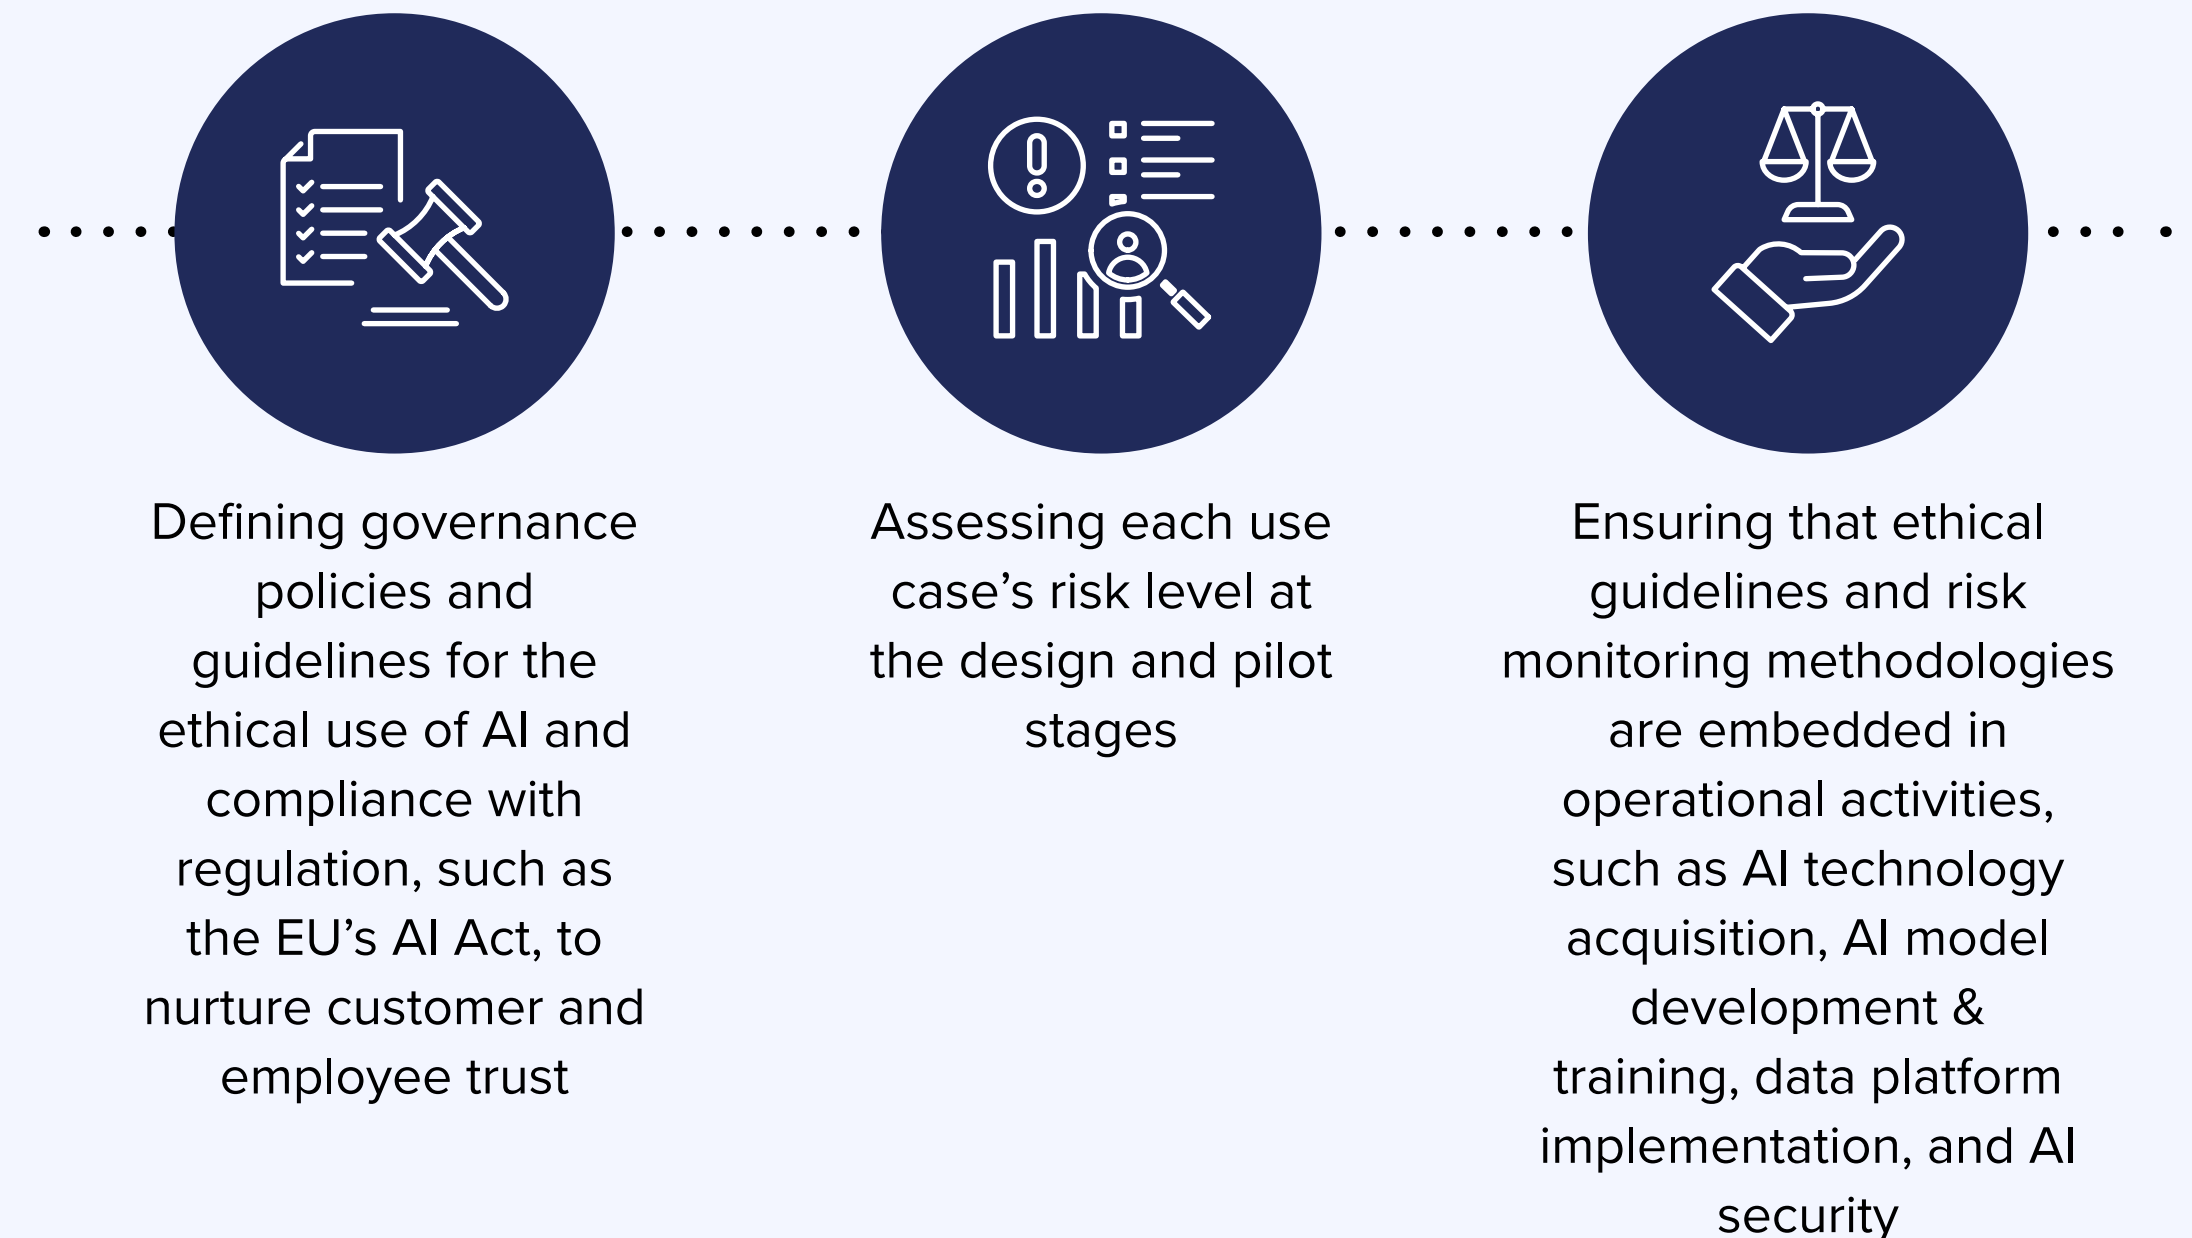 Defining governance
policies and
guidelines for the
ethical use of AI and
compliance with
regulation, such as
the EU’s AI Act, to
nurture customer and
employee trust
Assessing each use
case’s risk level at
the design and pilot
stages
Ensuring that ethical
guidelines and risk
monitoring methodologies
are embedded in
operational activities,
such as AI technology
acquisition, AI model
development &
training, data platform
implementation, and AI
security